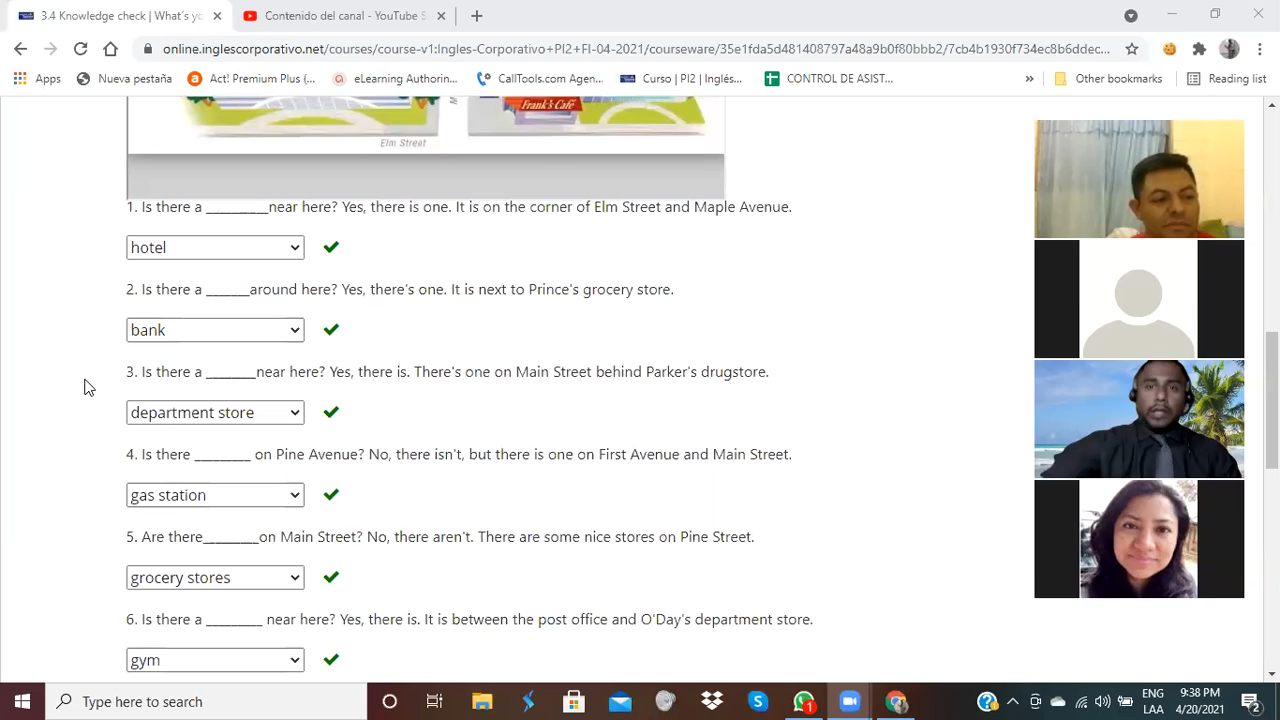 3.4 Knowledge check | What's yo
Contenido del canal - YouTube S
online.inglescorporativo.net/courses/course-v1:Ingles-Corporativo+PI2+FI-04-2021/courseware/35e1fda5d481408797a48a9b0f80bbb2/7cb4b1930f734ec8b6ddec...
Apps
Nueva pestaña
Act! Premium Plus (...
eLearning Authorin...
CallTools.com Agen...
Curso | PI2 | Inglés...
CONTROL DE ASIST...
»
Other bookmarks
Reading list
Frank's Café
Elm Street
1. Is there a __________near here? Yes, there is one. It is on the corner of Elm Street and Maple Avenue.
hotel
2. Is there a _______around here? Yes, there's one. It is next to Prince's grocery store.
bank
3. Is there a ________near here? Yes, there is. There's one on Main Street behind Parker's drugstore.
department store
4. Is there _________ on Pine Avenue? No, there isn't, but there is one on First Avenue and Main Street.
gas station
5. Are there_________on Main Street? No, there aren't. There are some nice stores on Pine Street.
grocery stores
6. Is there a _________ near here? Yes, there is. It is between the post office and O'Day's department store.
gym
Type here to search
1
ENG
LAA
9:38 PM
4/20/2021
2